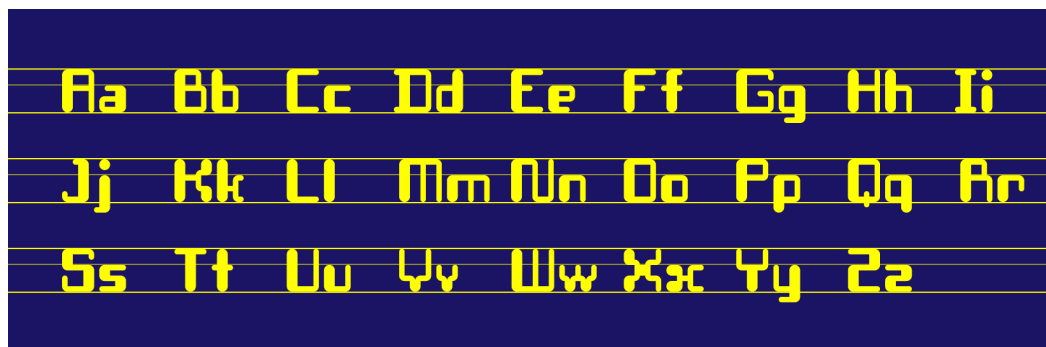 Aa Bb Cc Dd Ee Ff Gg Hh Ii
Jj Kk Ll Mm Nn Oo Pp Qq Rr
Ss Tt Uu Vv Ww Xx Yy Zz